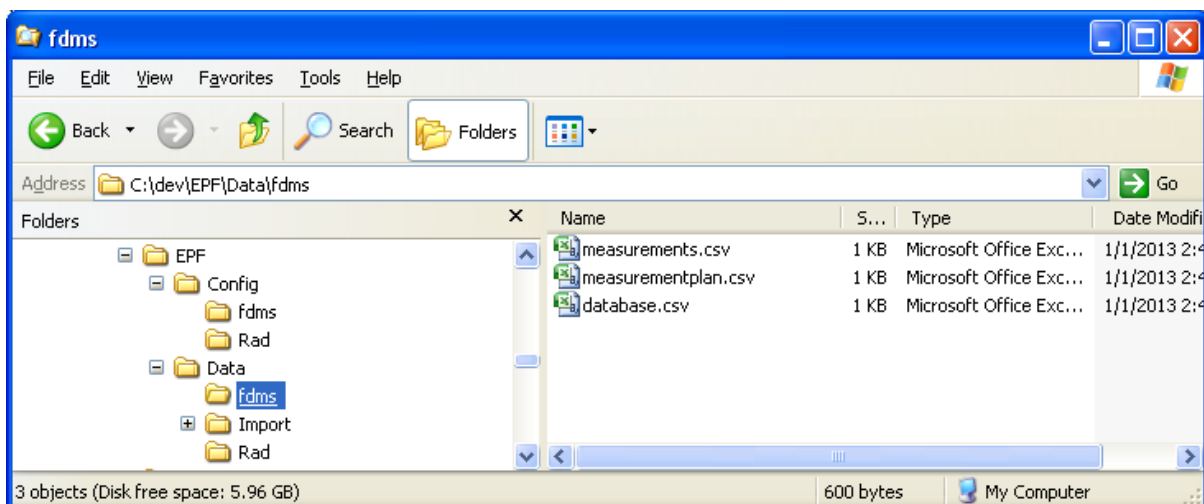 fdms
File Edit View Favorites Tools Help
Back Search Folders
Address C:\dev\EPF\Data\fdms Go
Folders
EPF
Config
fdms
Rad
Data
fdms
Import
Rad
Name S... Type Date Modifi
measurements.csv 1 KB Microsoft Office Exc... 1/1/2013 2:4
measurementplan.csv 1 KB Microsoft Office Exc... 1/1/2013 2:4
database.csv 1 KB Microsoft Office Exc... 1/1/2013 2:4
3 objects (Disk free space: 5.96 GB) 600 bytes My Computer